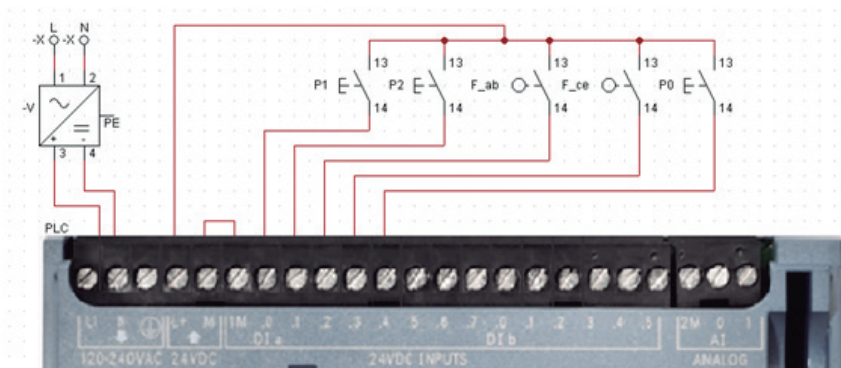 L N
-X -X
1 2
-V
PE
3 4
13 13 13 13 13
P1 P2 F_ab F_ce P0
14 14 14 14 14
PLC
L1 N L+ M 1M .0 .1 .2 .3 .4 .5 .6 .7 .0 .1 .2 .3 .4 .5 2M 0 1
DI a DI b AI
120-240VAC 24VDC 24VDC INPUTS ANALOG